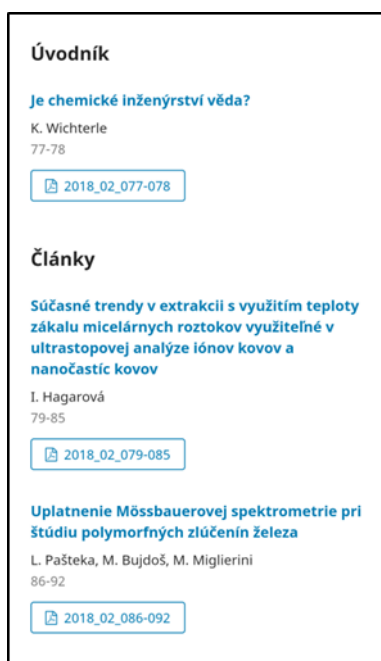 Úvodník
Je chemické inženýrství věda?
K. Wichterle
77-78
2018_02_077-078
Články
Súčasné trendy v extrakcii s využitím teploty
zákalu micelárnych roztokov využiteľné v
ultrastopovej analýze iónov kovov a
nanočastíc kovov
I. Hagarová
79-85
2018_02_079-085
Uplatnenie Mössbauerovej spektrometrie pri
štúdiu polymorfných zlúčenín železa
L. Pašteka, M. Bujdoš, M. Miglierini
86-92
2018_02_086-092